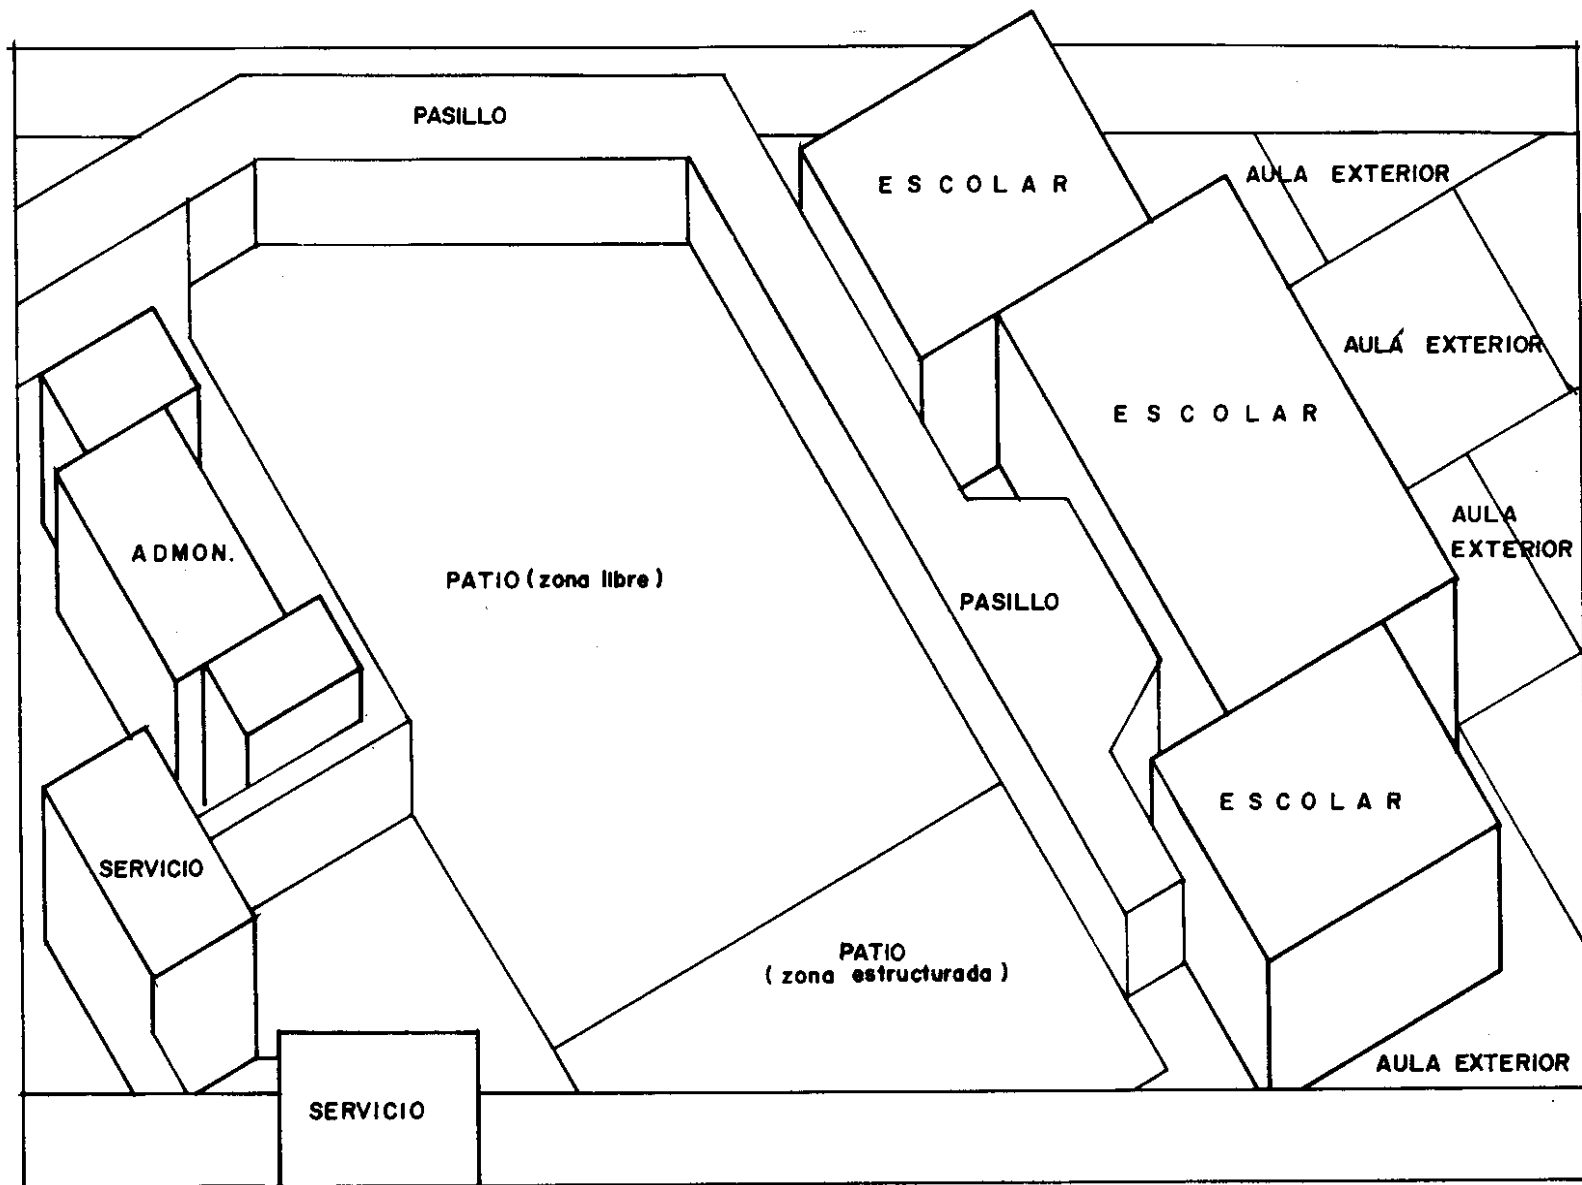 PASILLO
ESCOLAR
AULA EXTERIOR
AULÁ EXTERIOR
ESCOLAR
AULA
EXTERIOR
ADMON.
PATIO (zona libre)
PASILLO
ESCOLAR
SERVICIO
PATIO
(zona estructurada)
AULA EXTERIOR
SERVICIO